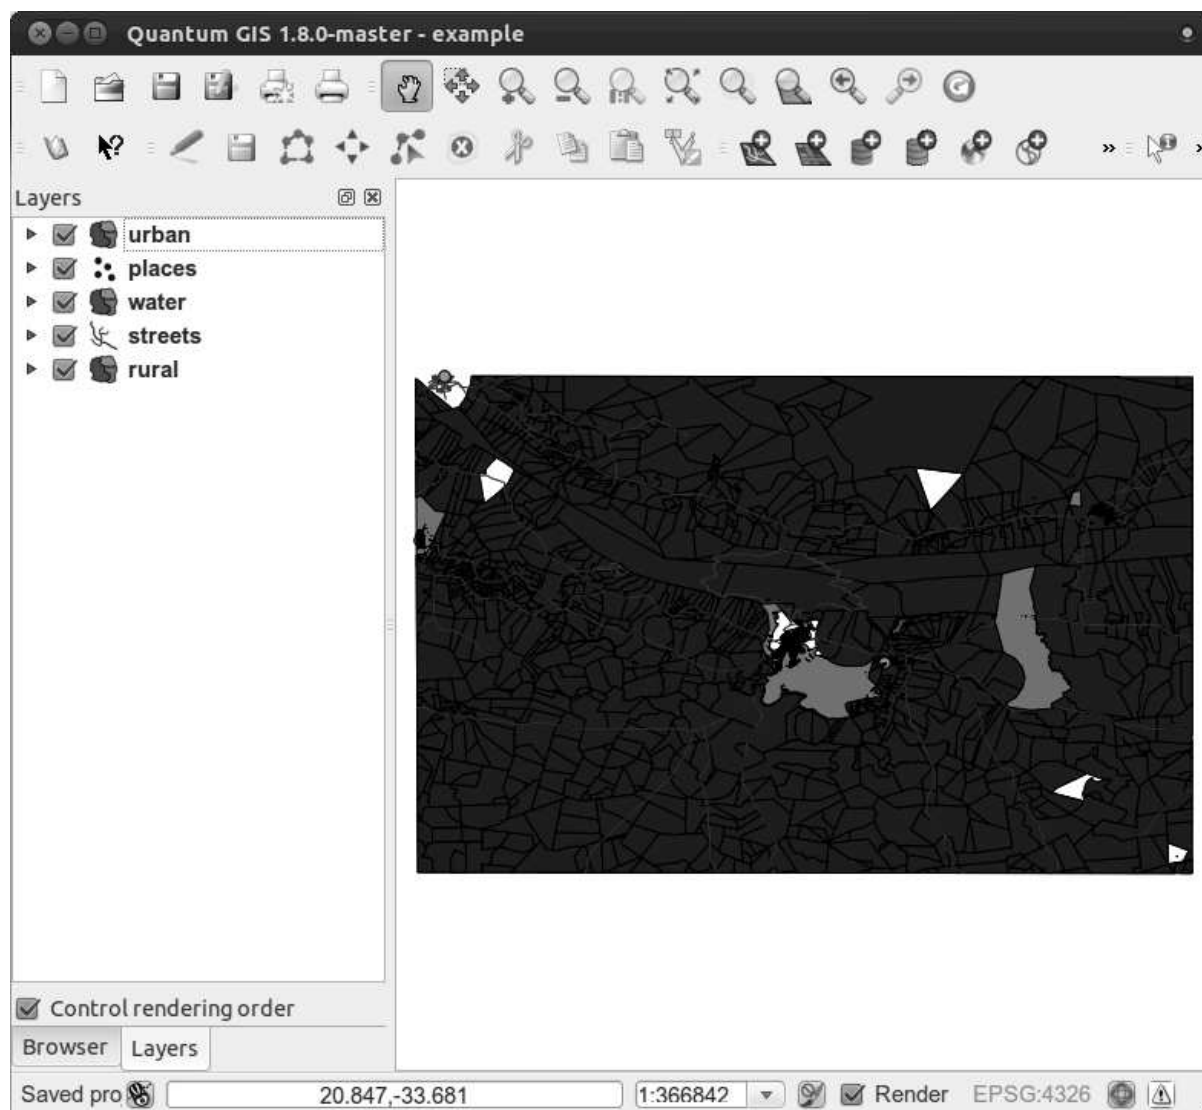 Quantum GIS 1.8.0-master - example
Layers
urban
places
water
streets
rural
Control rendering order
Browser
Layers
Saved pro
20.847,-33.681
1:366842
Render
EPSG:4326